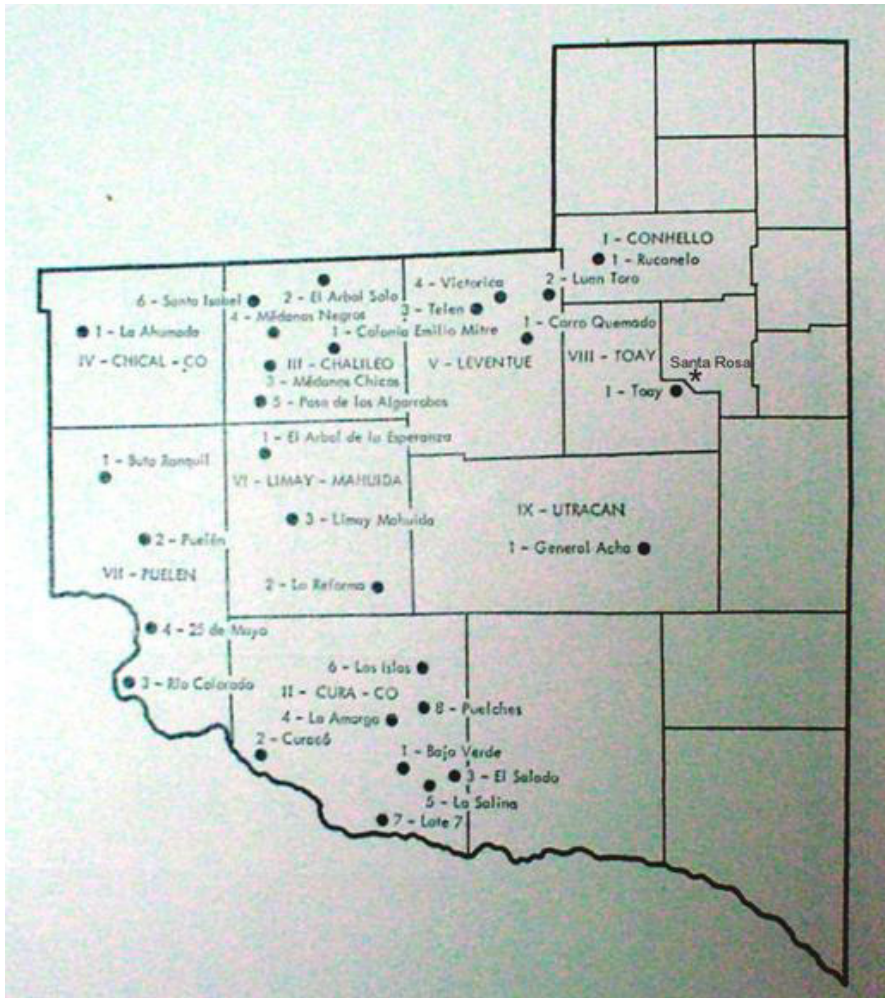 I - CONHELLO
1 - Rucanelo
2 - Luan Toro
4 - Victorica
3 - Telen
1 - Carro Quemado
V - LEVENTUE
6 - Santa Isabel
2 - El Arbol Solo
4 - Médanos Negros
1 - Colonia Emilio Mitre
III - CHALILEO
3 - Médanos Chicos
5 - Paso de los Algarrobos
1 - La Ahumada
IV - CHICAL - CO
VIII - TOAY
Santa Rosa
*
1 - Toay
1 - El Arbol de la Esperanza
VI - LIMAY - MAHUIDA
3 - Limay Mahuida
2 - La Reforma
1 - Buta Ranquil
2 - Puelén
VII - PUELEN
4 - 25 de Mayo
3 - Río Colorado
IX - UTRACAN
1 - General Acha
6 - Los Islas
II - CURA - CO
8 - Puelches
4 - La Amarga
2 - Curacó
1 - Bajo Verde
3 - El Salado
5 - La Salina
7 - Lote 7